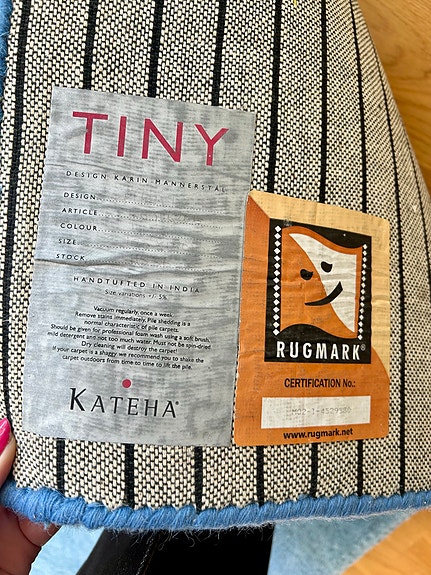 TINY
DESIGN KARIN MANNERSTÅL
DESIGN
ARTICLE
COLOUR
SIZE
STOCK
HANDTUFTED IN INDIA
Size variations +/- 5%
Vacuum regularly, once a week.
Remove stains immediately. Pile shedding is a
normal characteristic of pile carpets.
Should be given for professional foam wash using a soft brush,
mild detergent and not too much water. Must not be spin-dried.
Dry cleaning will destroy the carpet!
If your carpet is a shaggy we recommend you to shake the
carpet outdoors from time to time to lift the pile.
KATEHA®
RUGMARK®
CERTIFICATION No.:
www.rugmark.net